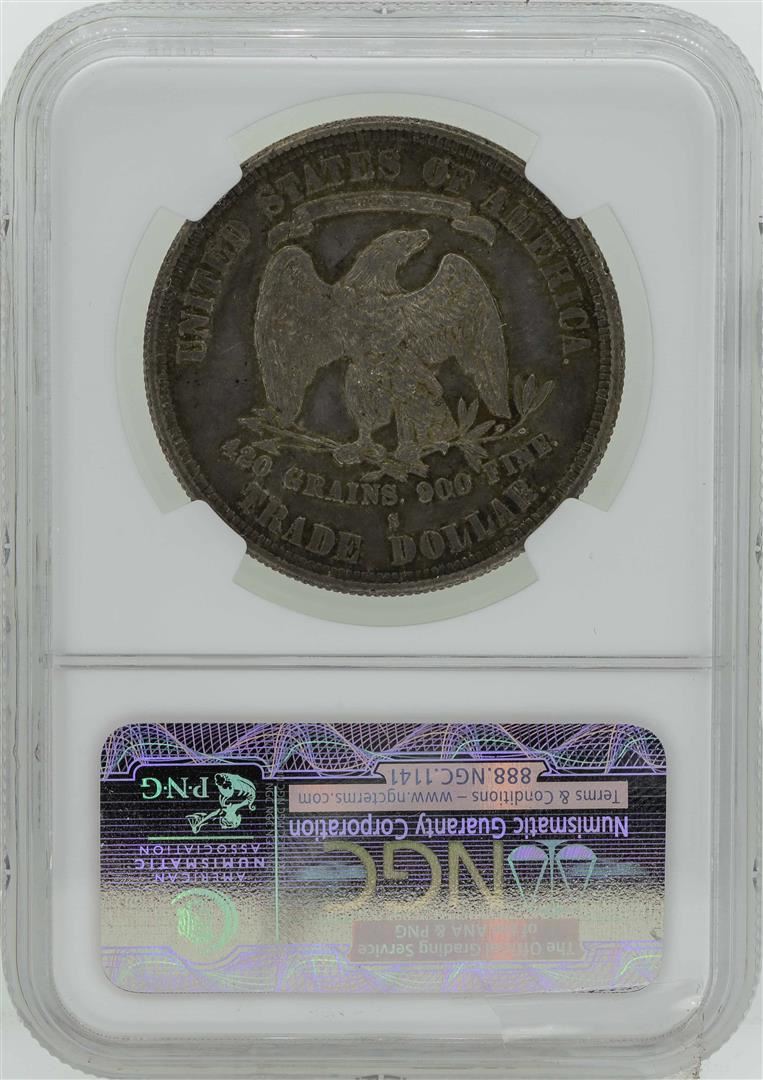 UNITED STATES OF AMERICA.
420 GRAINS, 900 FINE.
S
TRADE DOLLAR.
888.NGC.1141
Terms & Conditions – www.ngcterms.com
Numismatic Guaranty Corporation
NGC
The Official Grading Service
of the ANA & PNG
P·N·G
AMERICAN
NUMISMATIC
ASSOCIATION